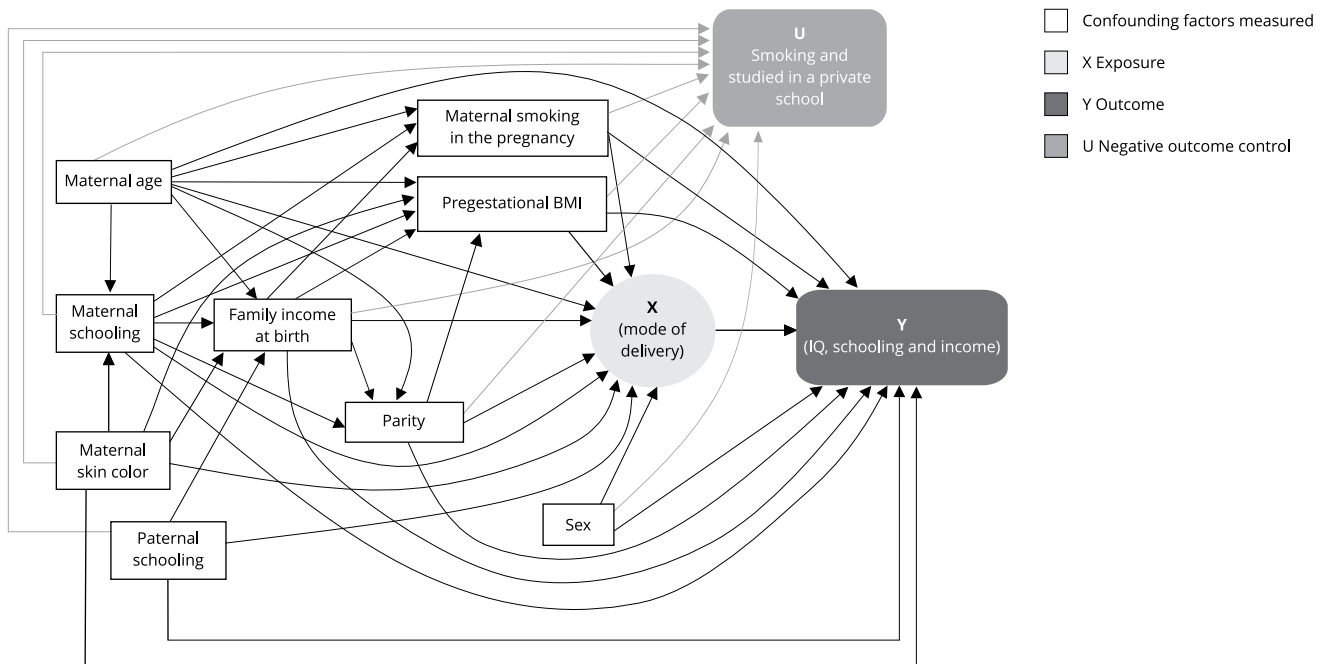 U
Smoking and
studied in a private
school
Confounding factors measured
X Exposure
Y Outcome
U Negative outcome control
Maternal smoking
in the pregnancy
Maternal age
Pregestational BMI
Maternal
schooling
Family income
at birth
X
(mode of
delivery)
Y
(IQ, schooling and income)
Parity
Maternal
skin color
Sex
Paternal
schooling